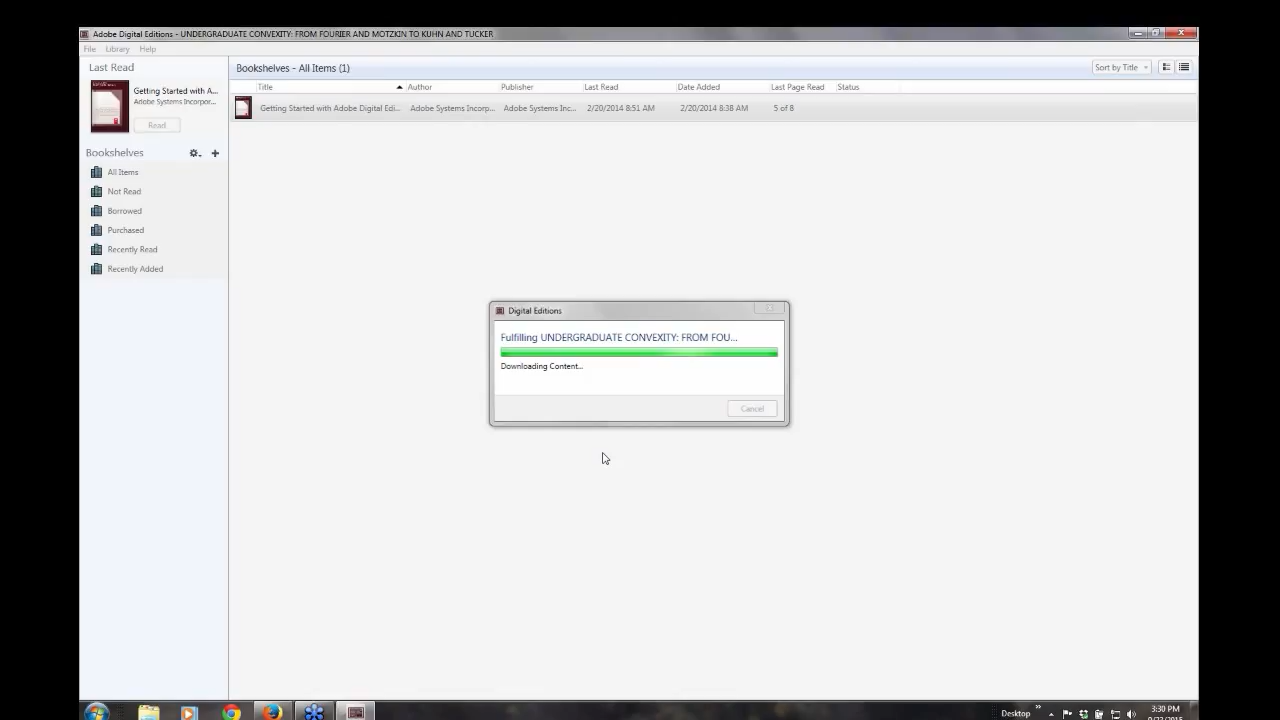 Adobe Digital Editions - UNDERGRADUATE CONVEXITY: FROM FOURIER AND MOTZKIN TO KUHN AND TUCKER
File Library Help
Last Read
Getting Started with A...
Adobe Systems Incorpor...
Read
Bookshelves
All Items
Not Read
Borrowed
Purchased
Recently Read
Recently Added
Bookshelves - All Items (1)
Sort by Title
Title Author Publisher Last Read Date Added Last Page Read Status
Getting Started with Adobe Digital Edi... Adobe Systems Incorp... Adobe Systems Inc... 2/20/2014 8:51 AM 2/20/2014 8:38 AM 5 of 8
Digital Editions
Fulfilling UNDERGRADUATE CONVEXITY: FROM FOU...
Downloading Content...
Cancel
Desktop
3:30 PM